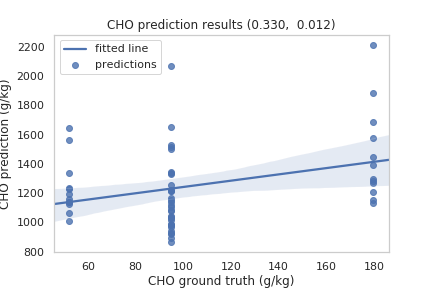 CHO prediction results (0.330, 0.012)
fitted line
predictions
2200
2000
1800
1600
1400
1200
1000
800
CHO prediction (g/kg)
60 80 100 120 140 160 180
CHO ground truth (g/kg)